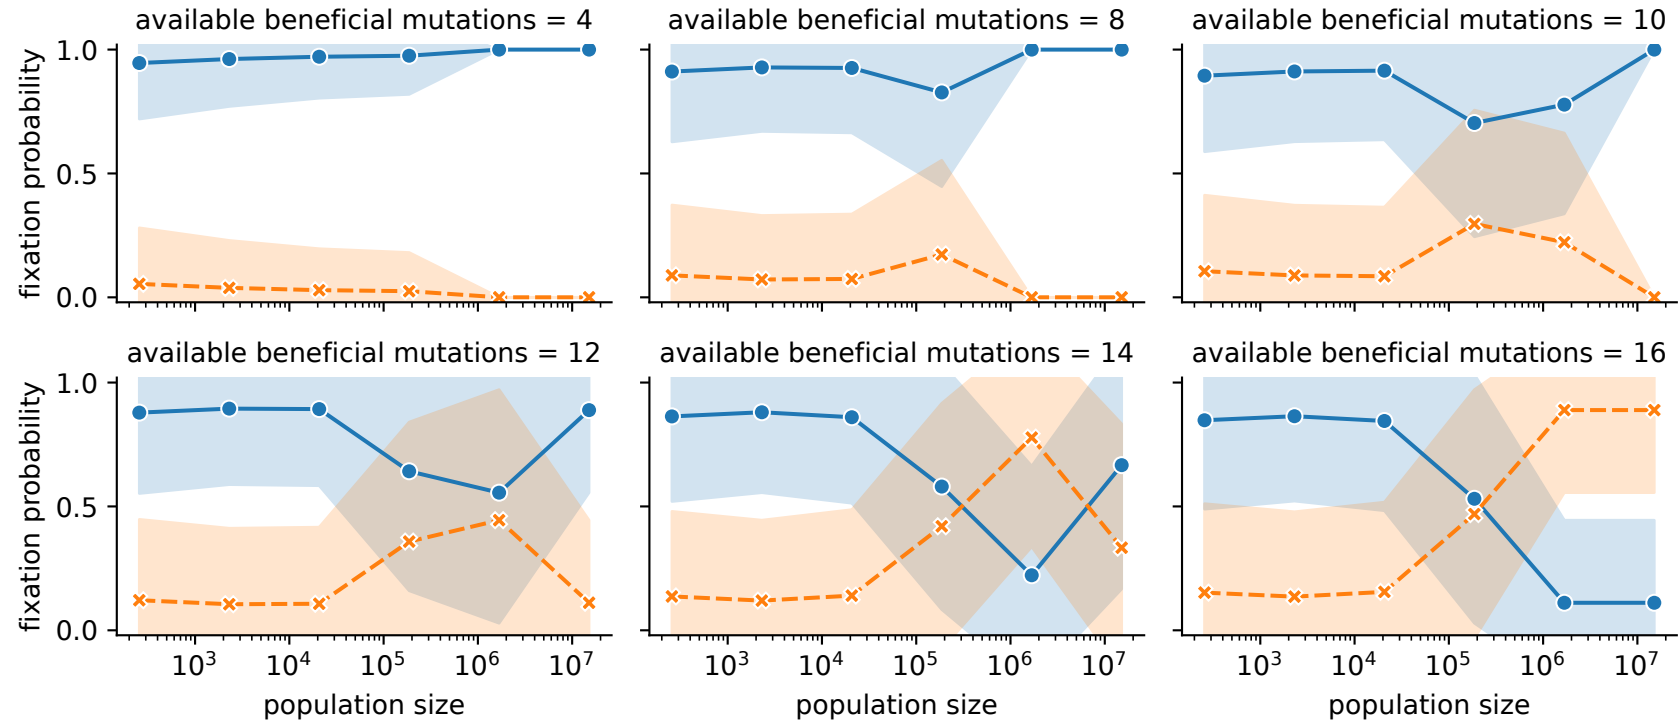 available beneficial mutations = 4
available beneficial mutations = 8
available beneficial mutations = 10
fixation probability
1.0
0.5
0.0
available beneficial mutations = 12
available beneficial mutations = 14
available beneficial mutations = 16
fixation probability
1.0
0.5
0.0
10³ 10⁴ 10⁵ 10⁶ 10⁷
10³ 10⁴ 10⁵ 10⁶ 10⁷
10³ 10⁴ 10⁵ 10⁶ 10⁷
population size
population size
population size